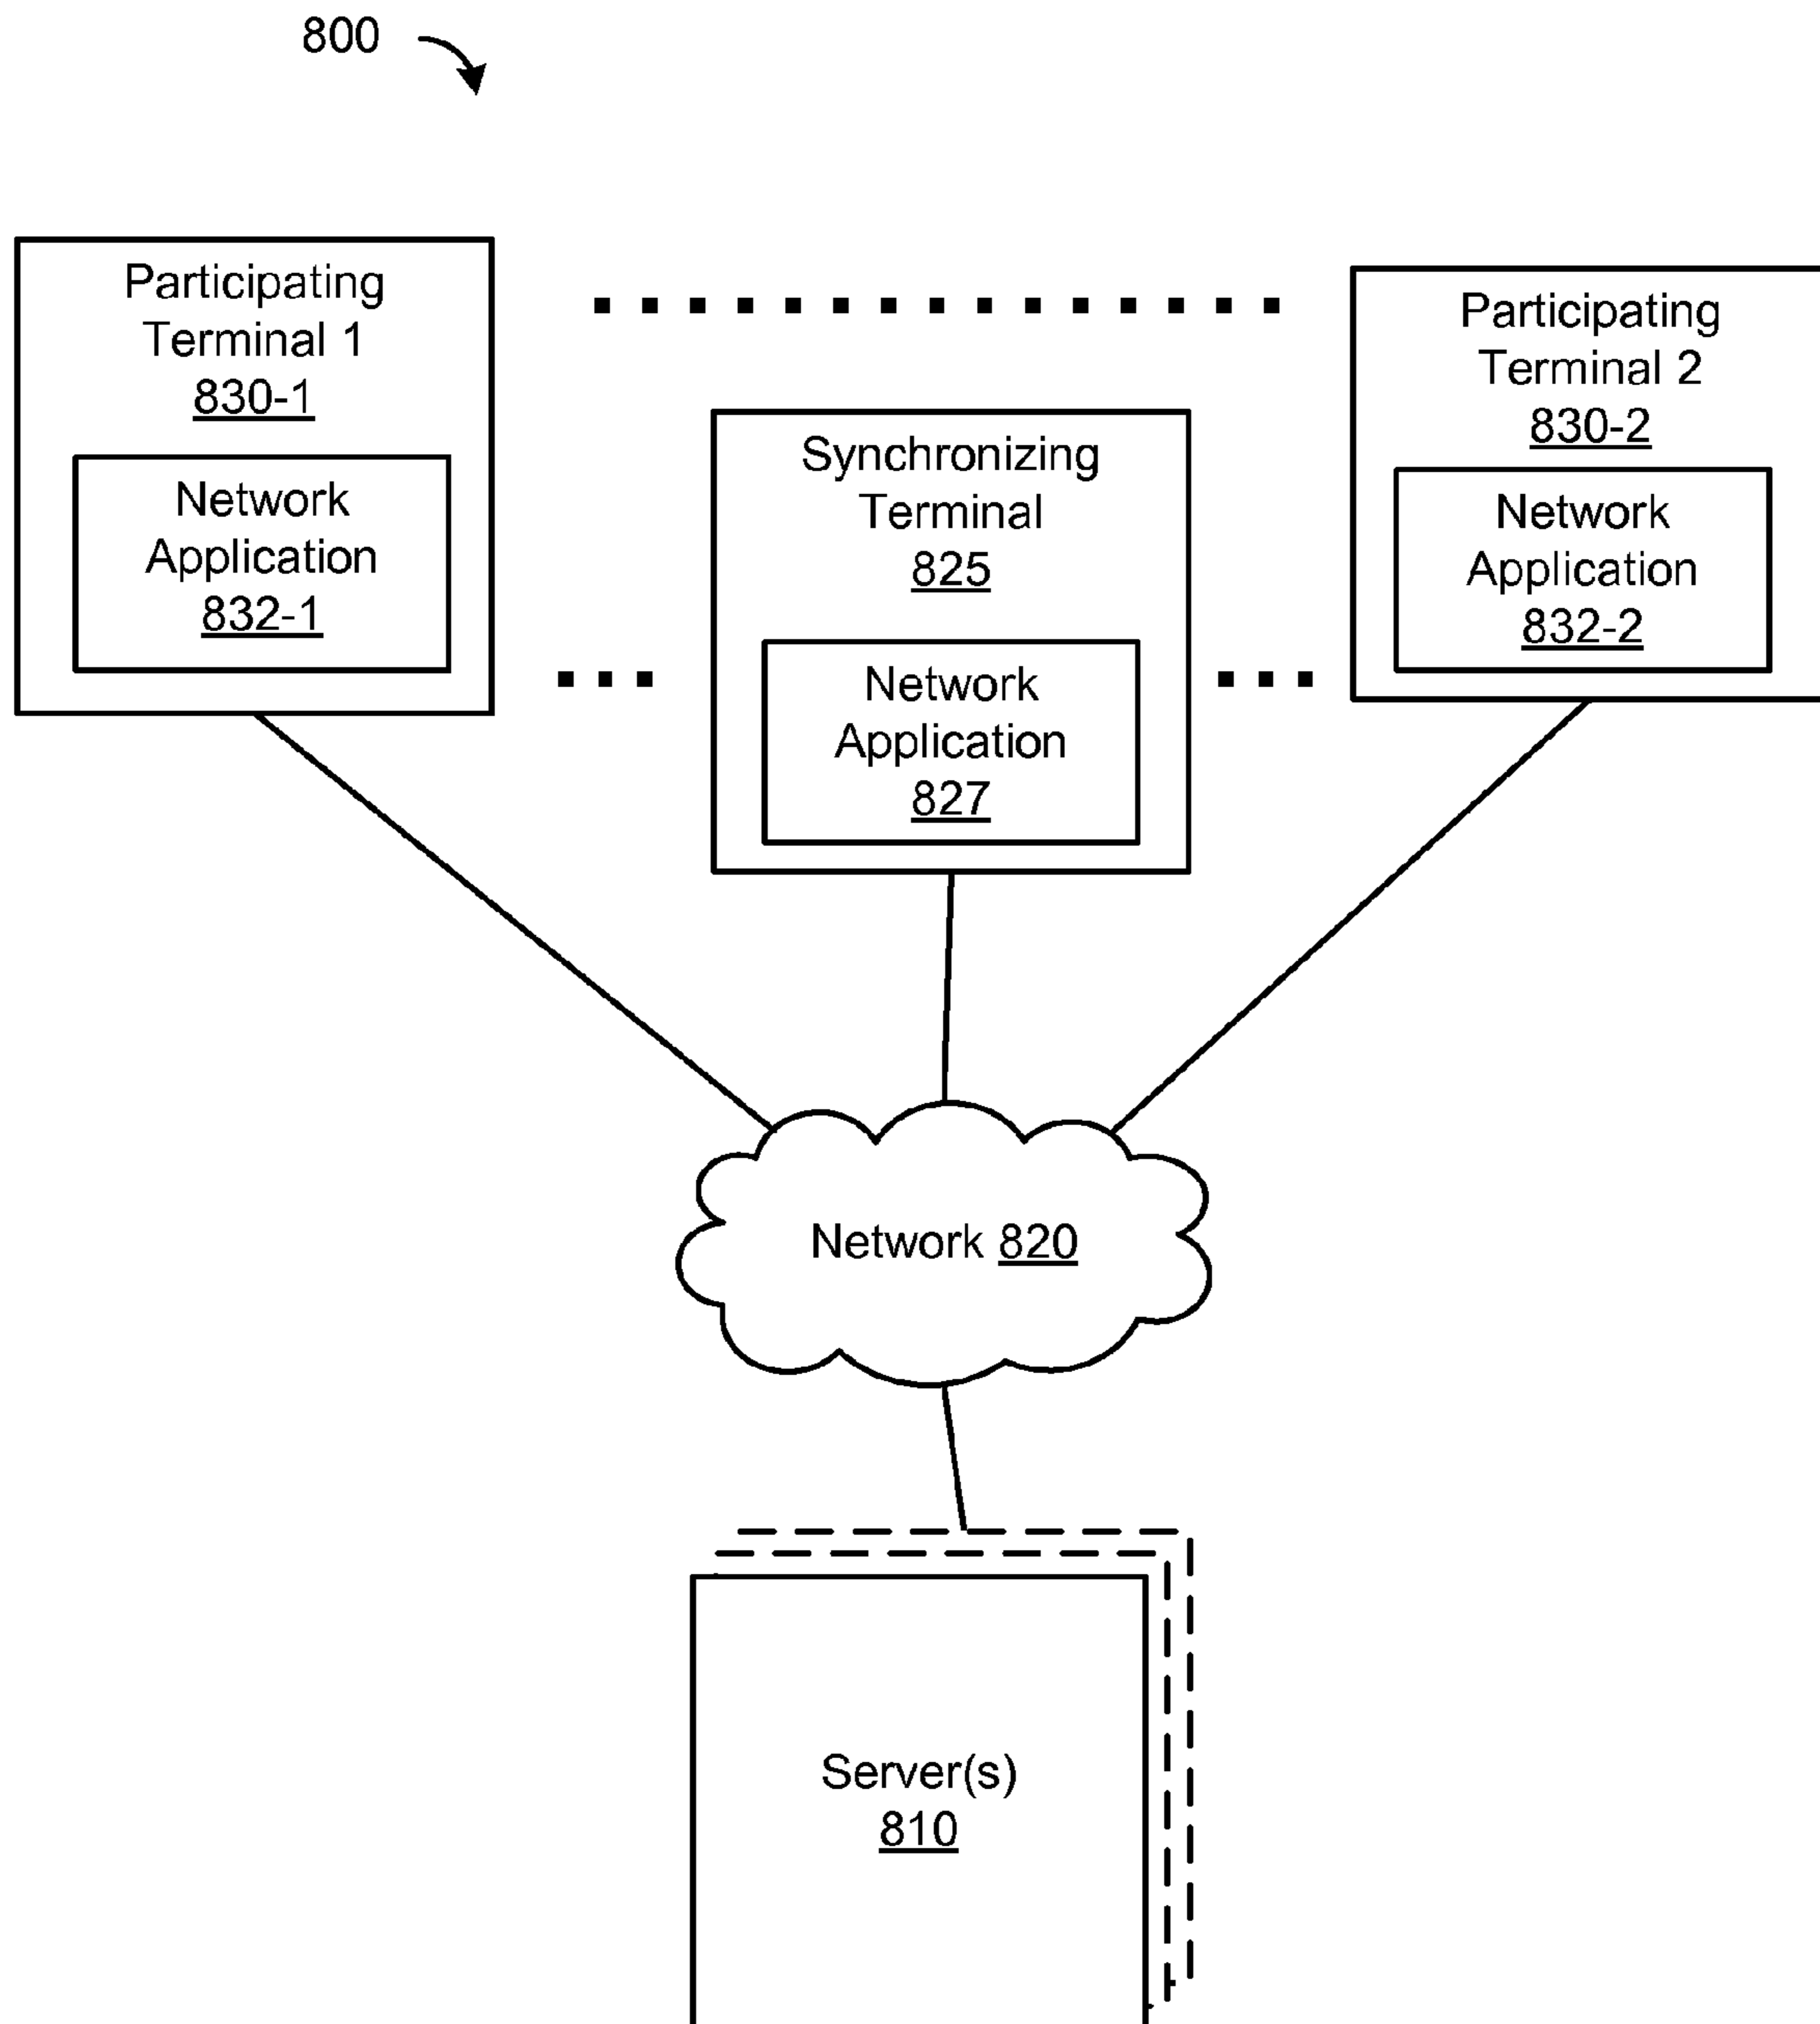 800
Participating
Terminal 1
830-1
Network
Application
832-1
Synchronizing
Terminal
825
Network
Application
827
Participating
Terminal 2
830-2
Network
Application
832-2
Network 820
Server(s)
810